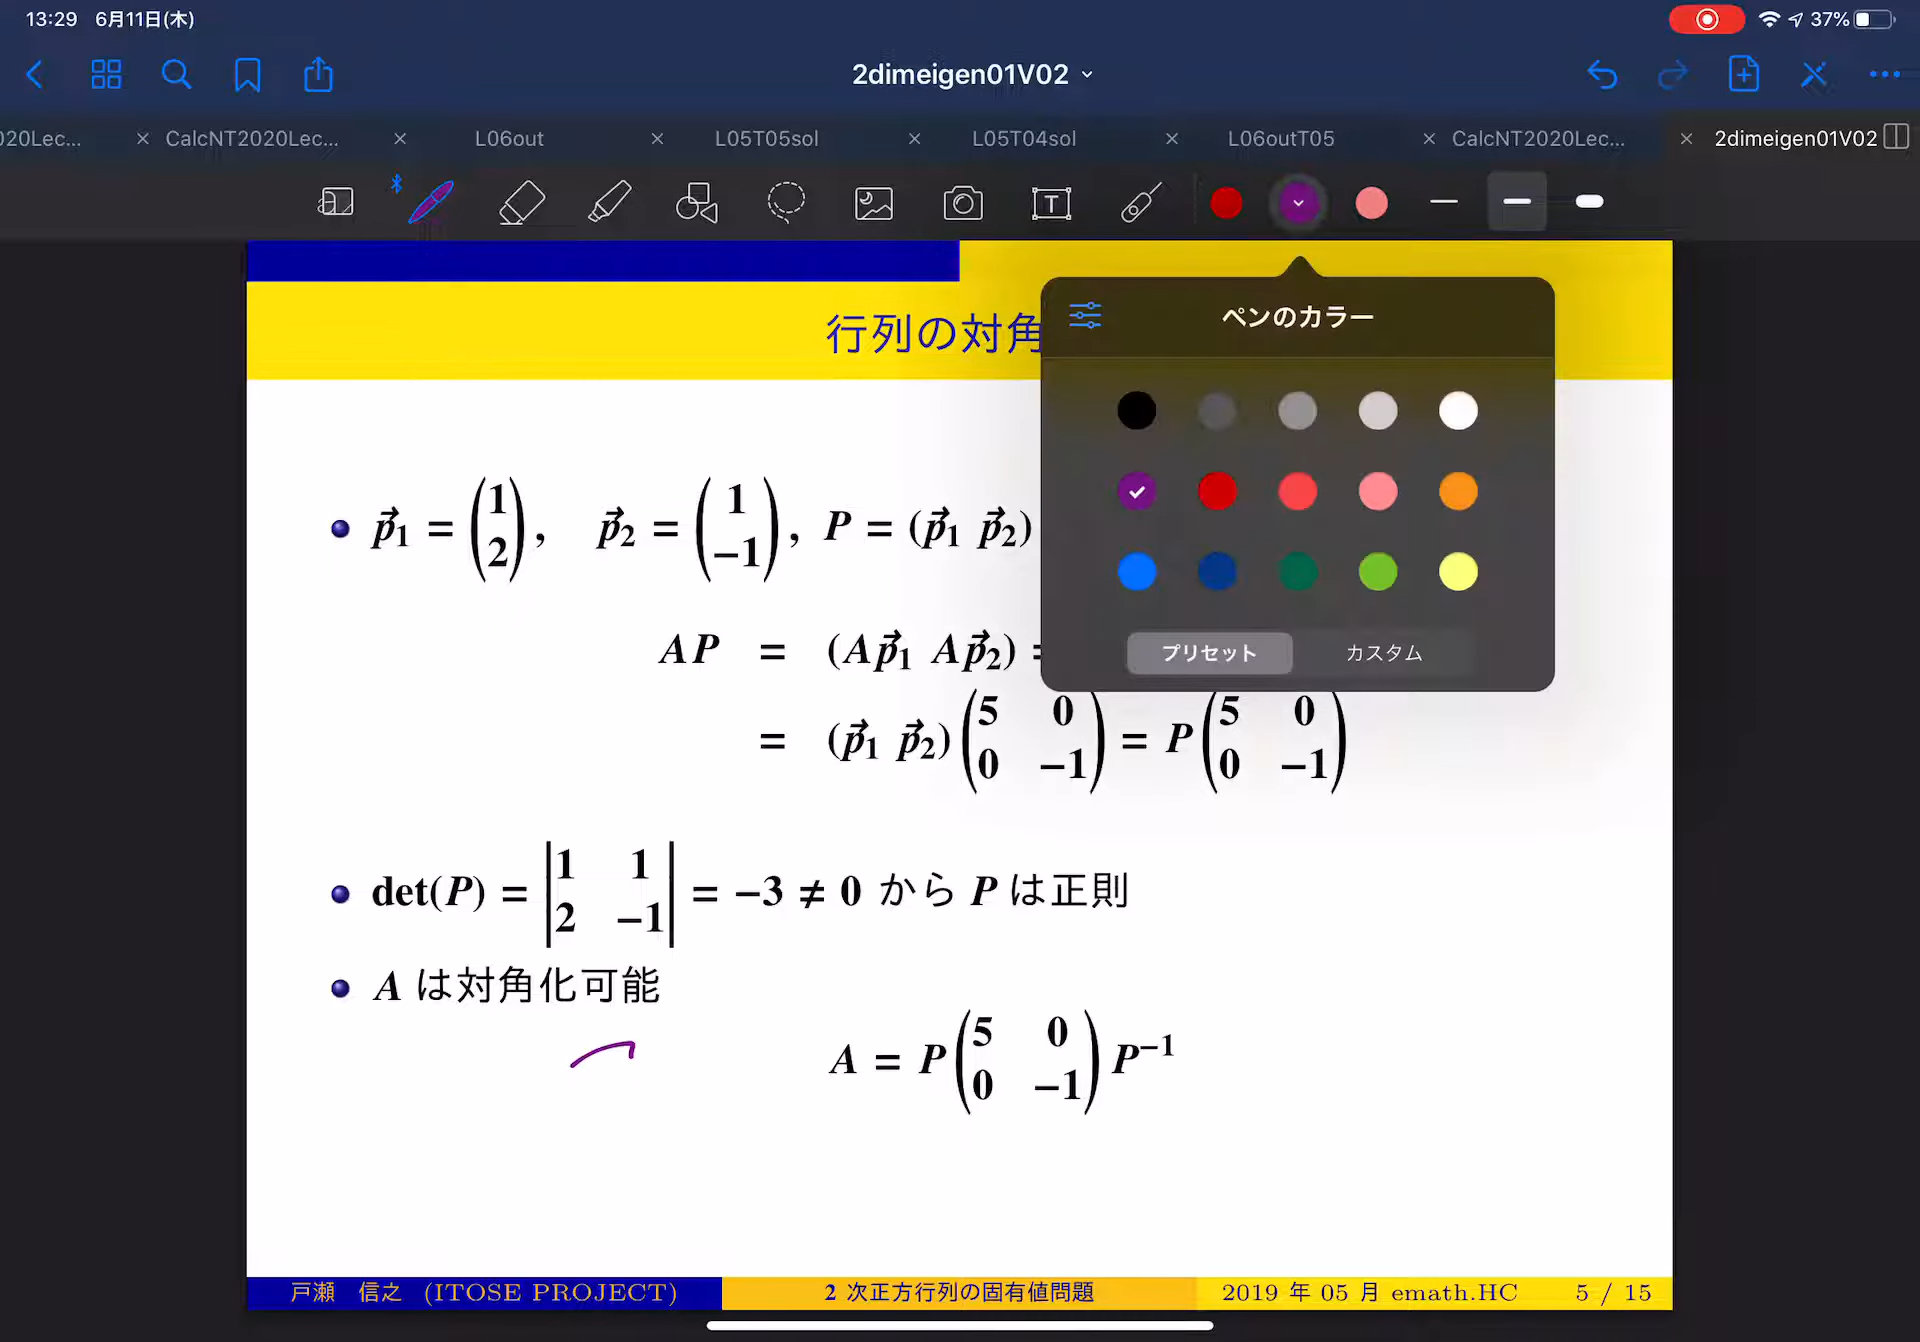 13:29 6月11日(木)
37%
2dimeigen01V02
020Lec... × CalcNT2020Lec... × L06out × L05T05sol × L05T04sol × L06outT05 × CalcNT2020Lec... × 2dimeigen01V02
T
ペンのカラー
プリセット カスタム
行列の対角
p⃗₁ = (1 2), p⃗₂ = (1 −1), P = (p⃗₁ p⃗₂)
AP = (Ap⃗₁ Ap⃗₂) =
= (p⃗₁ p⃗₂)(5 0 0 −1) = P(5 0 0 −1)
det(P) = |1 1 2 −1| = −3 ≠ 0 から P は正則
A は対角化可能
A = P(5 0 0 −1)P⁻¹
戸瀬 信之 (ITOSE PROJECT) 2 次正方行列の固有値問題 2019 年 05 月 emath.HC 5 / 15